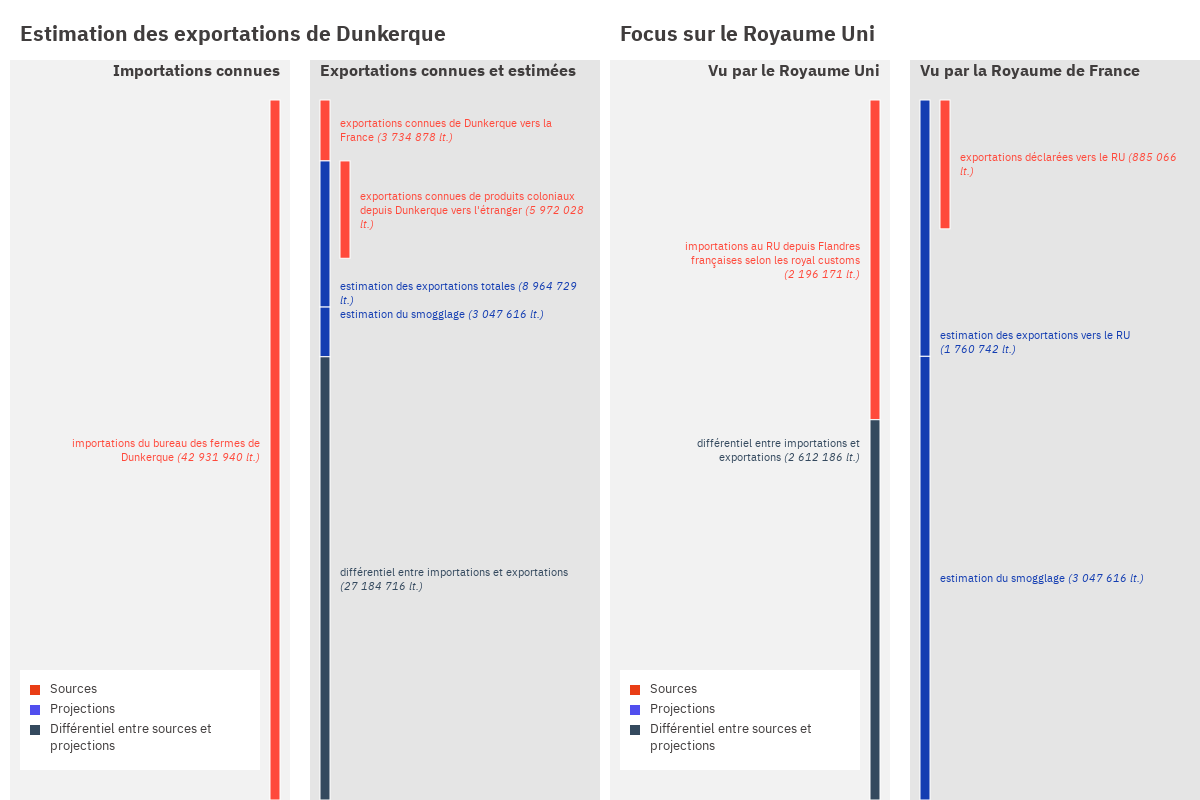 Estimation des exportations de Dunkerque
Importations connues
importations du bureau des fermes de
Dunkerque (42 931 940 lt.)
Sources
Projections
Différentiel entre sources et
projections
Exportations connues et estimées
exportations connues de Dunkerque vers la
France (3 734 878 lt.)
exportations connues de produits coloniaux
depuis Dunkerque vers l'étranger (5 972 028
lt.)
estimation des exportations totales (8 964 729
lt.)
estimation du smogglage (3 047 616 lt.)
différentiel entre importations et exportations
(27 184 716 lt.)
Focus sur le Royaume Uni
Vu par le Royaume Uni
importations au RU depuis Flandres
françaises selon les royal customs
(2 196 171 lt.)
différentiel entre importations et
exportations (2 612 186 lt.)
Sources
Projections
Différentiel entre sources et
projections
Vu par la Royaume de France
exportations déclarées vers le RU (885 066
lt.)
estimation des exportations vers le RU
(1 760 742 lt.)
estimation du smogglage (3 047 616 lt.)